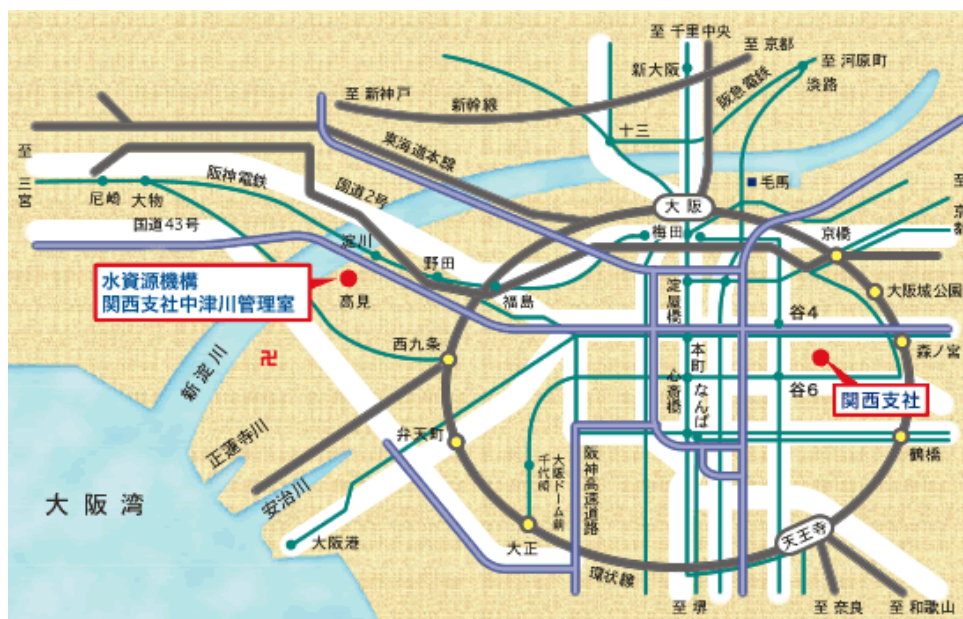 至 千里中央
至 京都
新大阪
至 河原町
淡路
阪急電鉄
至 新神戸
新幹線
十三
東海道本線
至
三宮
尼崎
大物
阪神電鉄
国道2号
国道43号
毛馬
大阪
梅田
京橋
至
京
淀川
野田
福島
水資源機構
関西支社中津川管理室
高見
淀屋橋
大阪城公園
谷4
森ノ宮
西九条
本町
新淀川
卍
心斎橋
なんば
谷6
関西支社
正蓮寺川
弁天町
鶴橋
大阪ドーム前
千代崎
阪神高速道路
大阪湾
安治川
大阪港
大正
天王寺
環状線
至 堺
至 奈良
至 和歌山